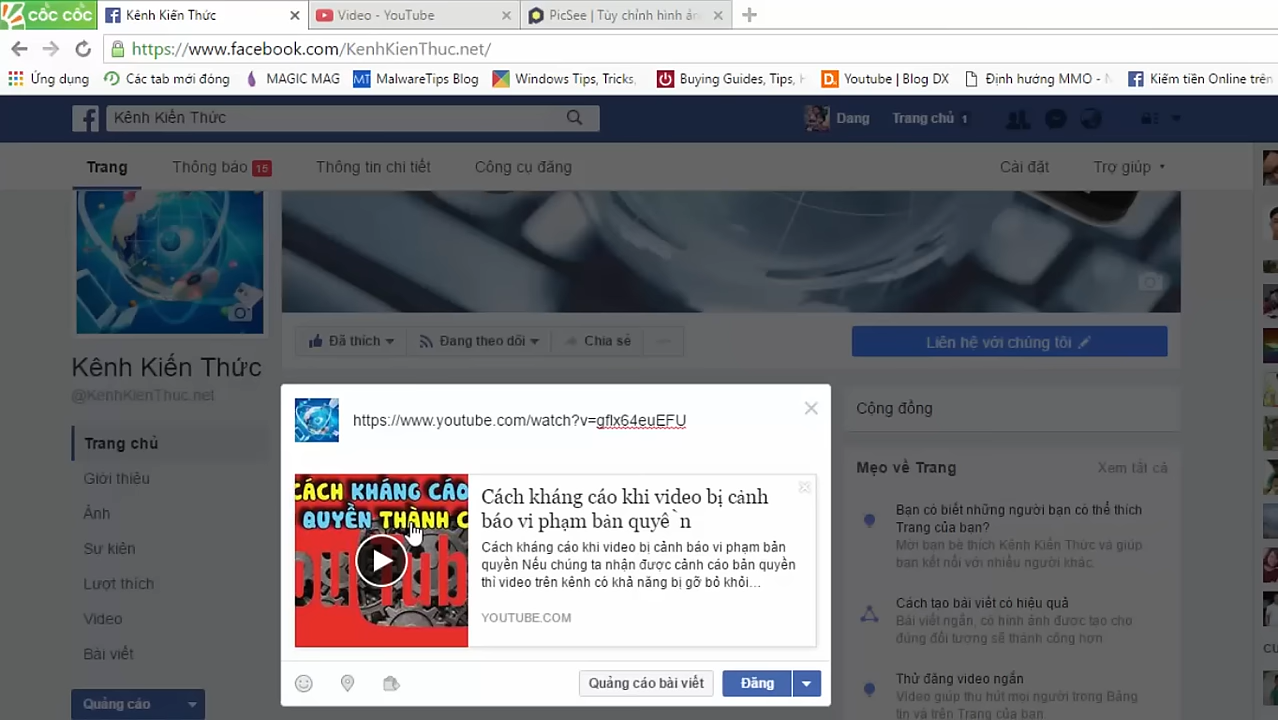 cốc cốc
Kênh Kiến Thức
Video - YouTube
PicSee | Tùy chỉnh hình ản
https://www.facebook.com/KenhKienThuc.net/
Ứng dụng
Các tab mới đóng
MAGIC MAG
MT MalwareTips Blog
Windows Tips, Tricks,
Buying Guides, Tips,
D. Youtube | Blog DX
Định hướng MMO -
Kiếm tiền Online trên
Kênh Kiến Thức
Dang
Trang chủ 1
Trang
Thông báo 15
Thông tin chi tiết
Công cụ đăng
Cài đặt
Trợ giúp
Đã thích
Đang theo dõi
Chia sẻ
Liên hệ với chúng tôi
Kênh Kiến Thức
@KenhKienThuc.net
Trang chủ
Giới thiệu
Ảnh
Sự kiện
Lượt thích
Video
Bài viết
Quảng cáo
https://www.youtube.com/watch?v=gflx64euEFU
CÁCH KHÁNG CÁO
QUYỀN THÀNH C
Cách kháng cáo khi video bị cảnh
báo vi phạm bản quyê`n
Cách kháng cáo khi video bị cảnh báo vi phạm bản
quyền Nếu chúng ta nhận được cảnh cáo bản quyền
thì video trên kênh có khả năng bị gỡ bỏ khỏi...
YOUTUBE.COM
Quảng cáo bài viết
Đăng
Cộng đồng
Mẹo về Trang
Xem tất cả
Bạn có biết những người bạn có thể thích
Trang của bạn?
Mời bạn bè thích Kênh Kiến Thức và giúp
bạn kết nối với nhiều người khác.
Cách tạo bài viết có hiệu quả
Bài viết ngắn, có hình ảnh được tạo cho
đúng đối tượng sẽ thành công hơn
Thử đăng video ngắn
Video giúp thu hút mọi người trong Bảng
tin và trên Trang của bạn